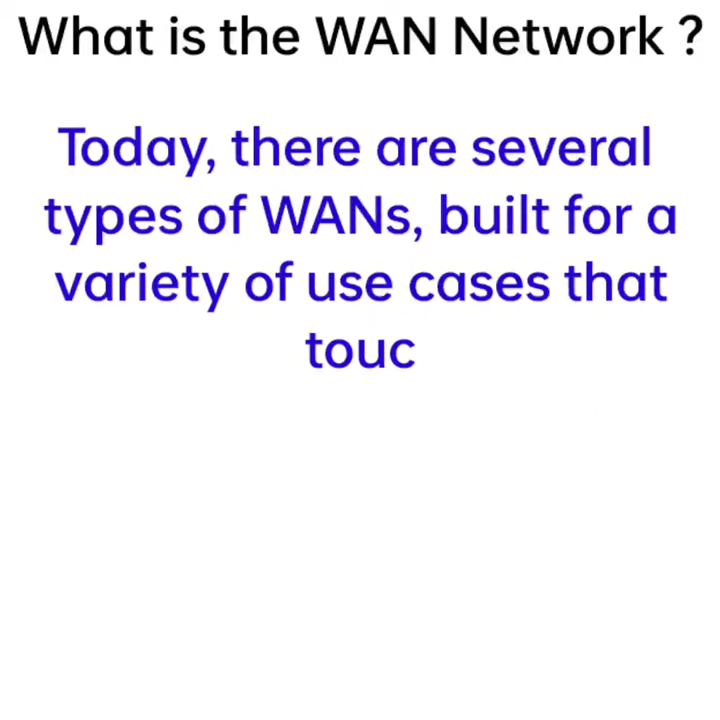 What is the WAN Network ?
Today, there are several
types of WANs, built for a
variety of use cases that
touc